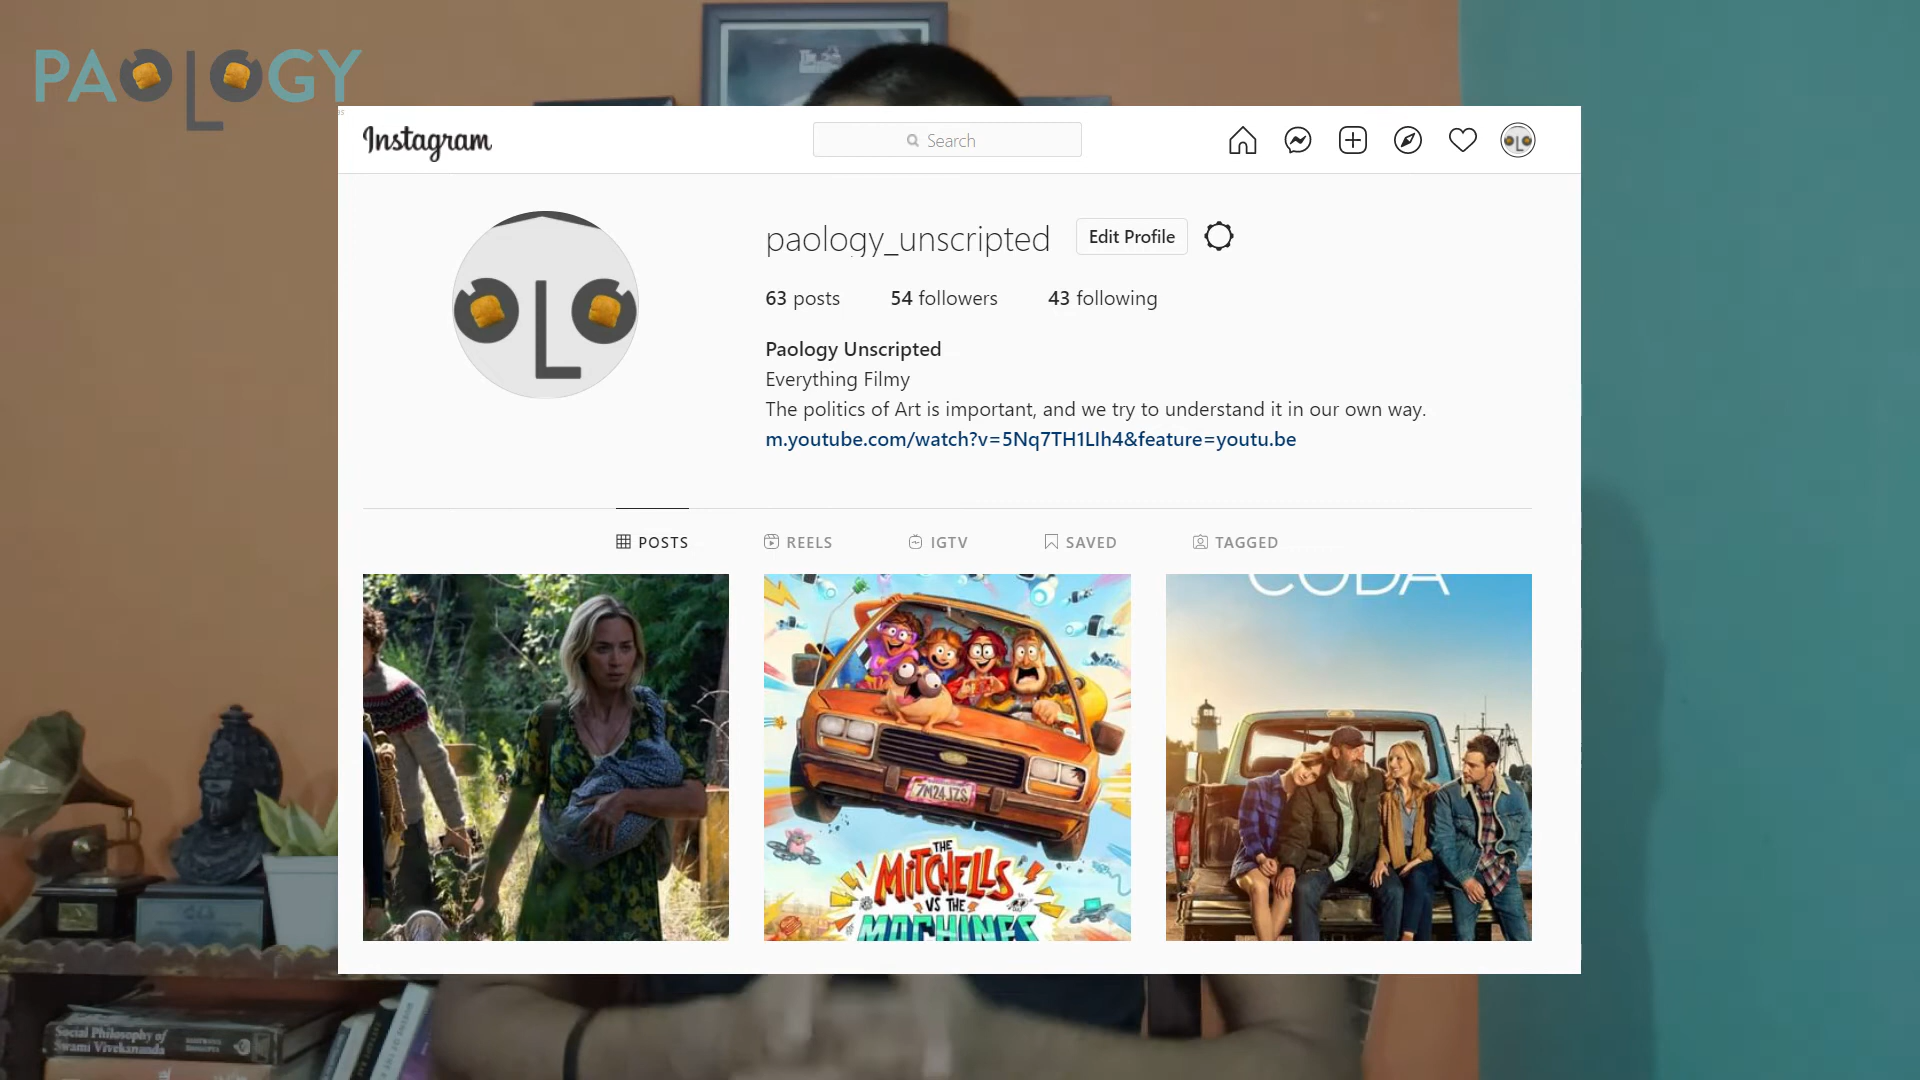 PAOLOGY
Instagram
Search
paology_unscripted
Edit Profile
63 posts
54 followers
43 following
Paology Unscripted
Everything Filmy
The politics of Art is important, and we try to understand it in our own way.
m.youtube.com/watch?v=5Nq7TH1LIh4&feature=youtu.be
POSTS
REELS
IGTV
SAVED
TAGGED
CODA
7M24JZS
THE
MITCHELLS
VS THE
MACHINES
Social Philosophy of
Swami Vivekananda